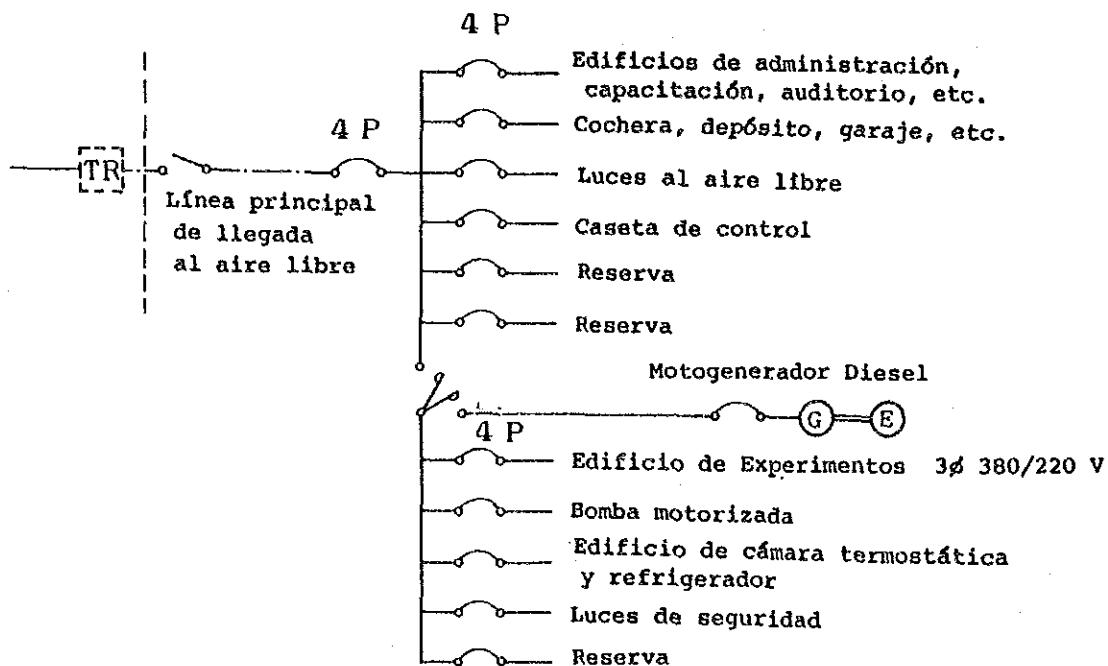 4 P
Edificios de administración,
capacitación, auditorio, etc.
4 P
Cochera, depósito, garaje, etc.
TR
Luces al aire libre
Línea principal
de llegada
al aire libre
Caseta de control
Reserva
Reserva
Motogenerador Diesel
G
E
4 P
Edificio de Experimentos 3ø 380/220 V
Bomba motorizada
Edificio de cámara termostática
y refrigerador
Luces de seguridad
Reserva